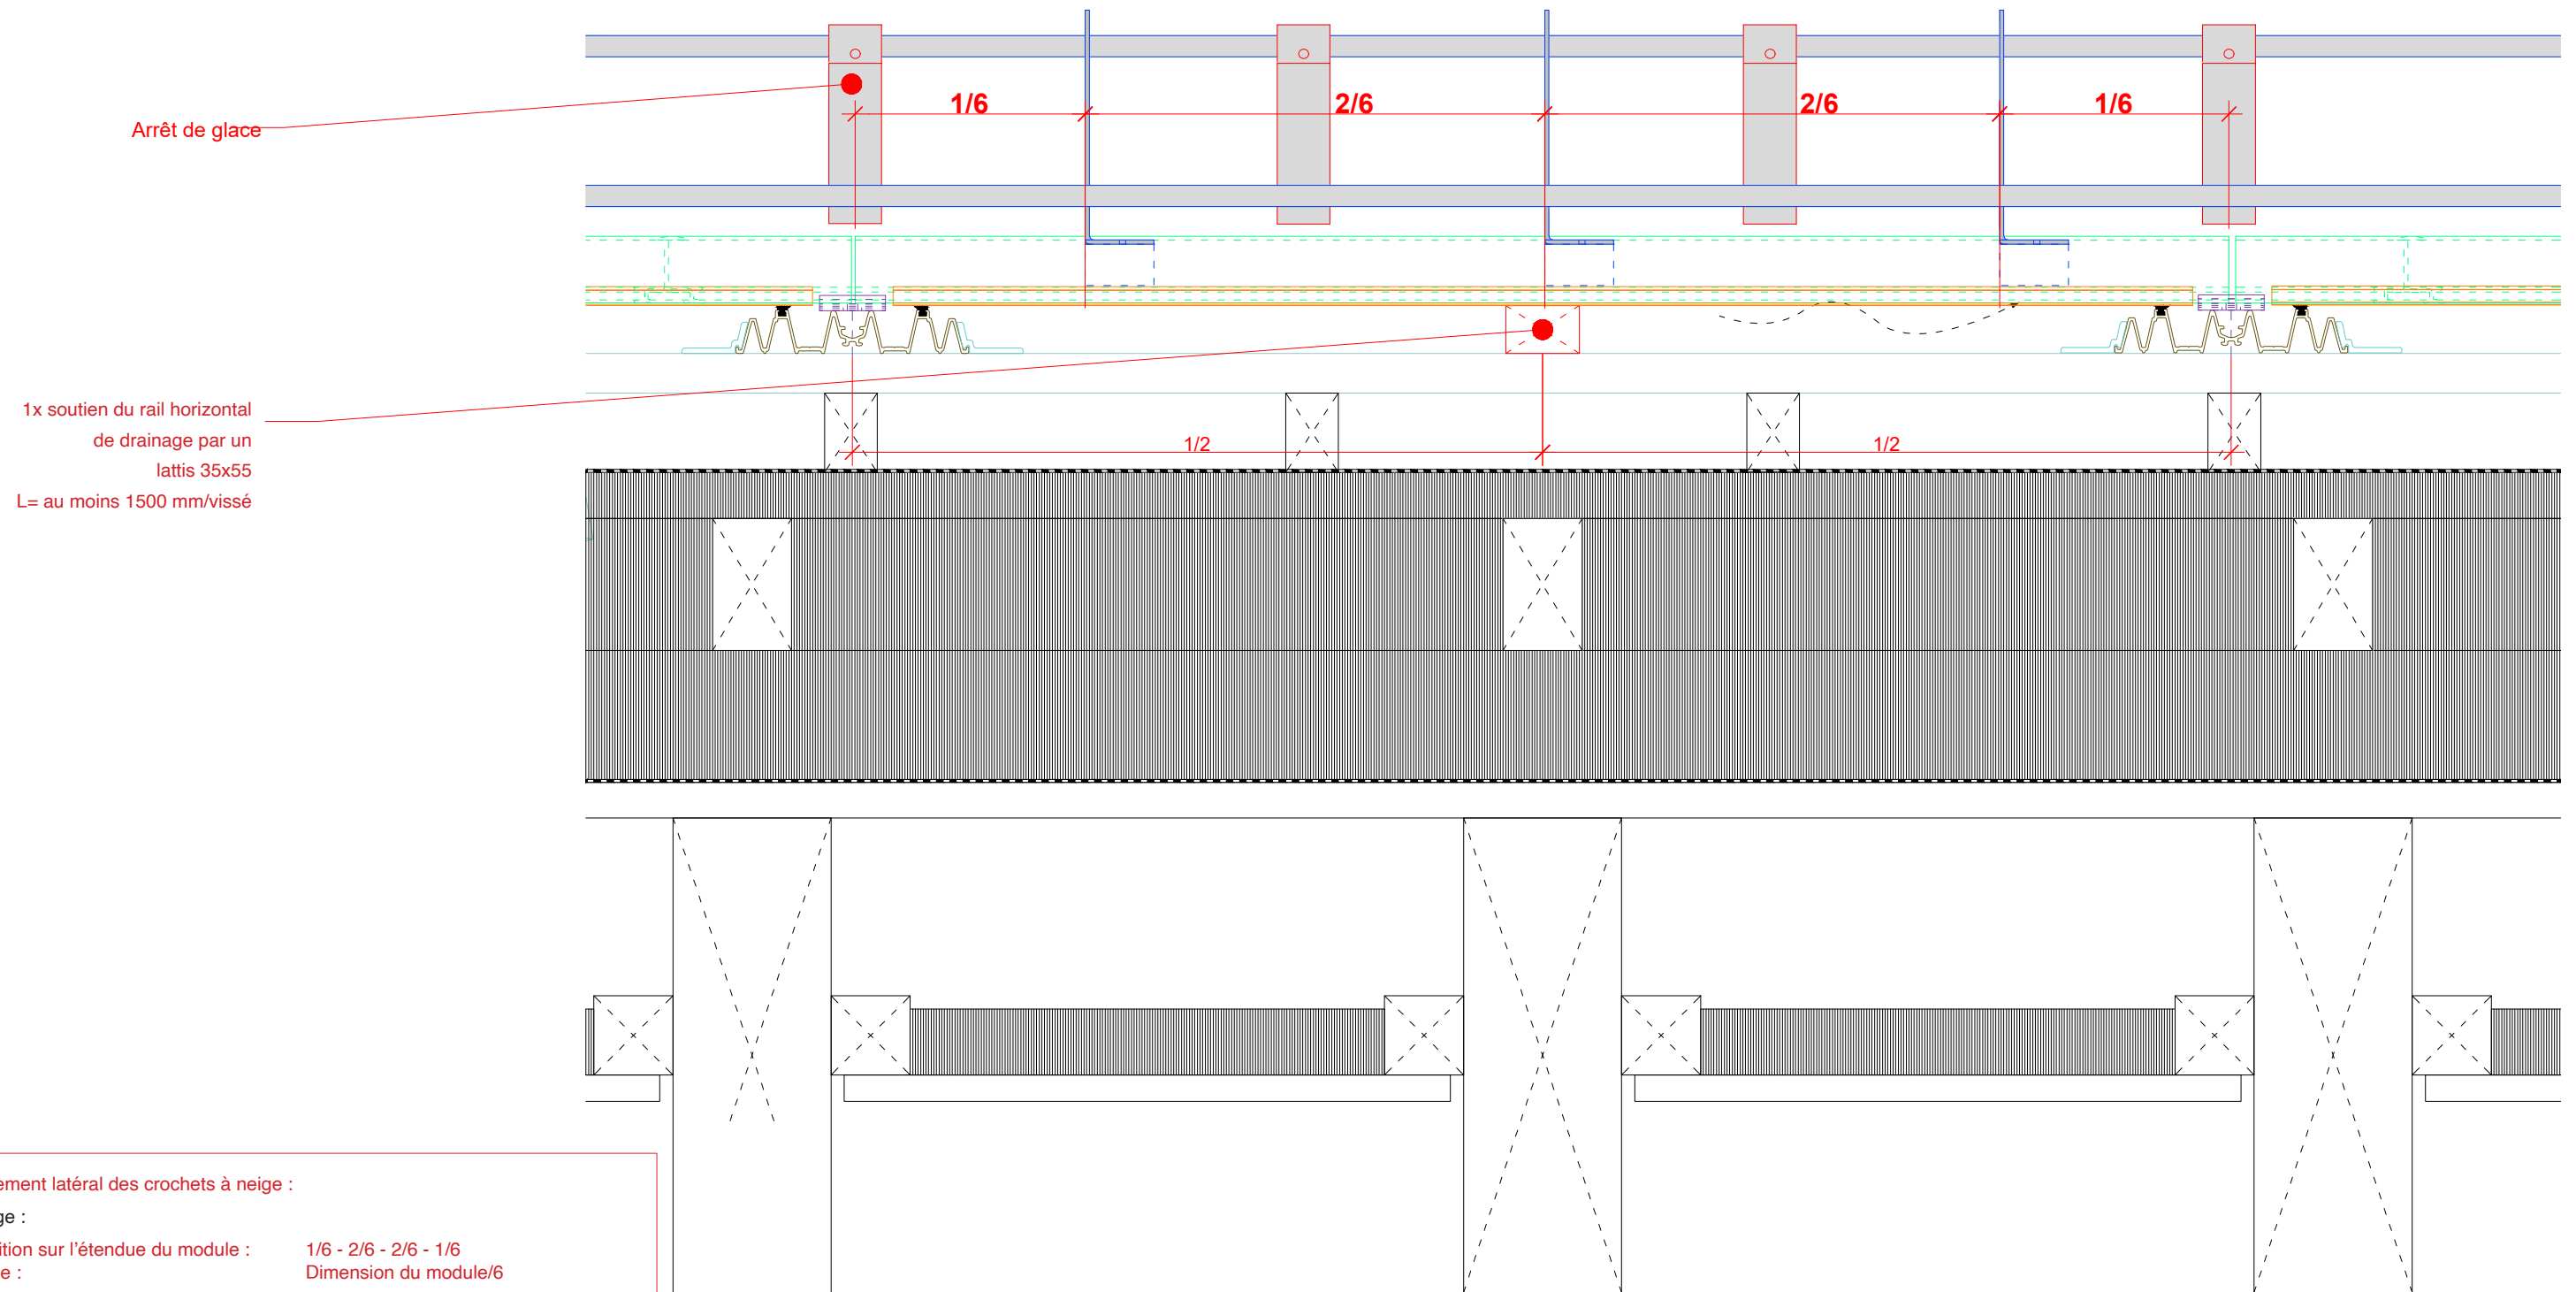 1/6
2/6
2/6
1/6
Arrêt de glace
1x soutien du rail horizontal
de drainage par un
lattis 35x55
L= au moins 1500 mm/vissé
1/2
1/2
ement latéral des crochets à neige :
ge :
ition sur l'étendue du module : 1/6 - 2/6 - 2/6 - 1/6
e : Dimension du module/6